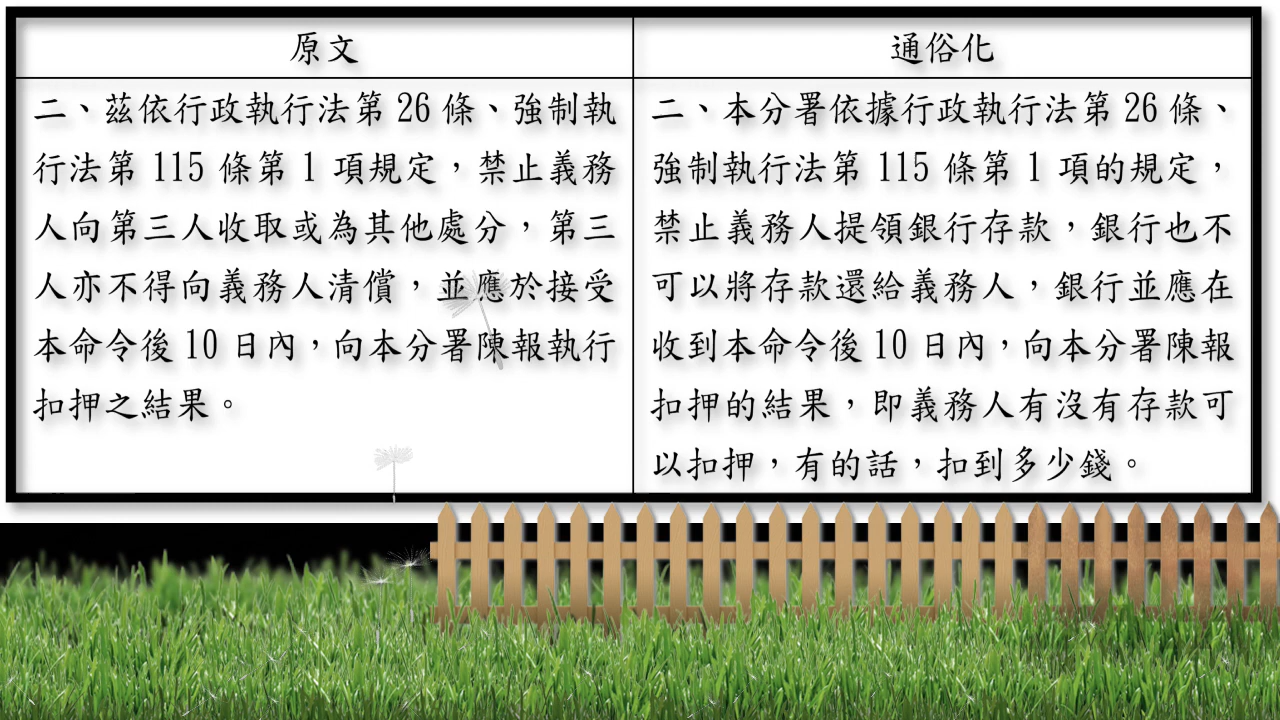 原文
二、茲依行政執行法第 26 條、強制執
行法第 115 條第 1 項規定，禁止義務
人向第三人收取或為其他處分，第三
人亦不得向義務人清償，並應於接受
本命令後 10 日內，向本分署陳報執行
扣押之結果。
通俗化
二、本分署依據行政執行法第 26 條、
強制執行法第 115 條第 1 項的規定，
禁止義務人提領銀行存款，銀行也不
可以將存款還給義務人，銀行並應在
收到本命令後 10 日內，向本分署陳報
扣押的結果，即義務人有沒有存款可
以扣押，有的話，扣到多少錢。